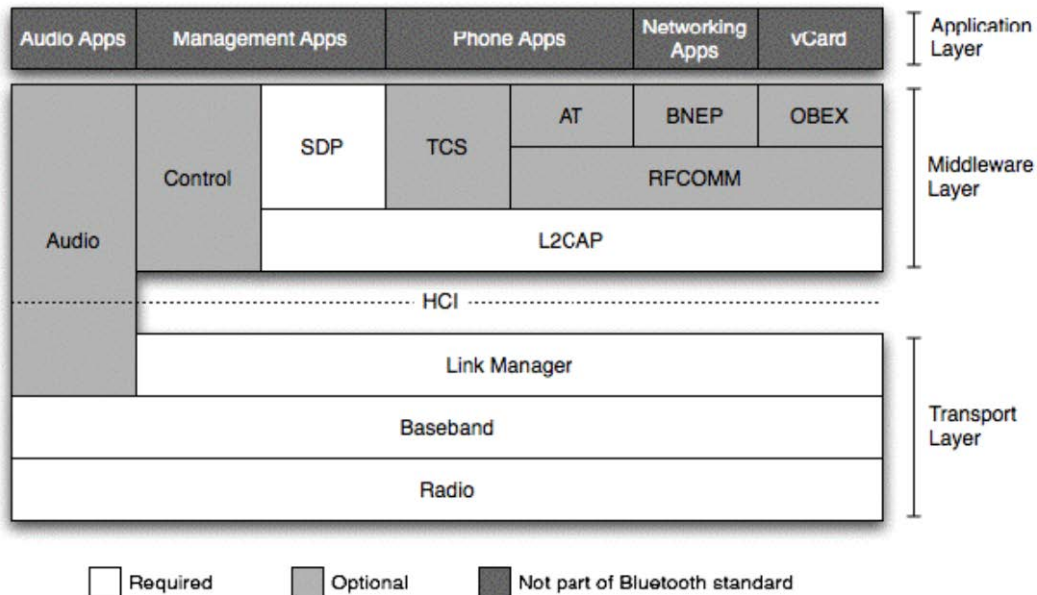 Audio Apps
Management Apps
Phone Apps
Networking
Apps
vCard
Application
Layer
Audio
Control
SDP
TCS
AT
BNEP
OBEX
RFCOMM
L2CAP
Middleware
Layer
HCI
Link Manager
Baseband
Radio
Transport
Layer
Required
Optional
Not part of Bluetooth standard